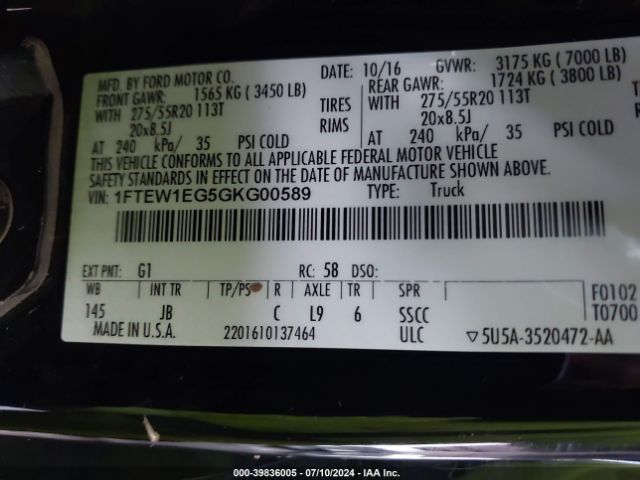 MFD. BY FORD MOTOR CO. DATE: 10/16 GVWR: 3175 KG ( 7000 LB)
FRONT GAWR: 1565 KG ( 3450 LB) REAR GAWR: 1724 KG ( 3800 LB)
WITH 275/55R20 113T TIRES WITH 275/55R20 113T
20x8.5J RIMS 20x8.5J
AT 240 kPa/ 35 PSI COLD AT 240 kPa/ 35 PSI COLD
THIS VEHICLE CONFORMS TO ALL APPLICABLE FEDERAL MOTOR VEHICLE
SAFETY STANDARDS IN EFFECT ON THE DATE OF MANUFACTURE SHOWN ABOVE.
VIN: 1FTEW1EG5GKG00589 TYPE: Truck
EXT PNT: G1 RC: 58 DSO:
WB INT TR TP/PS R AXLE TR SPR F0102
145 JB C L9 6 SSCC T0700
MADE IN U.S.A. 2201610137464 ULC ▽5U5A-3520472-AA
000-39836005 - 07/10/2024 - IAA Inc.